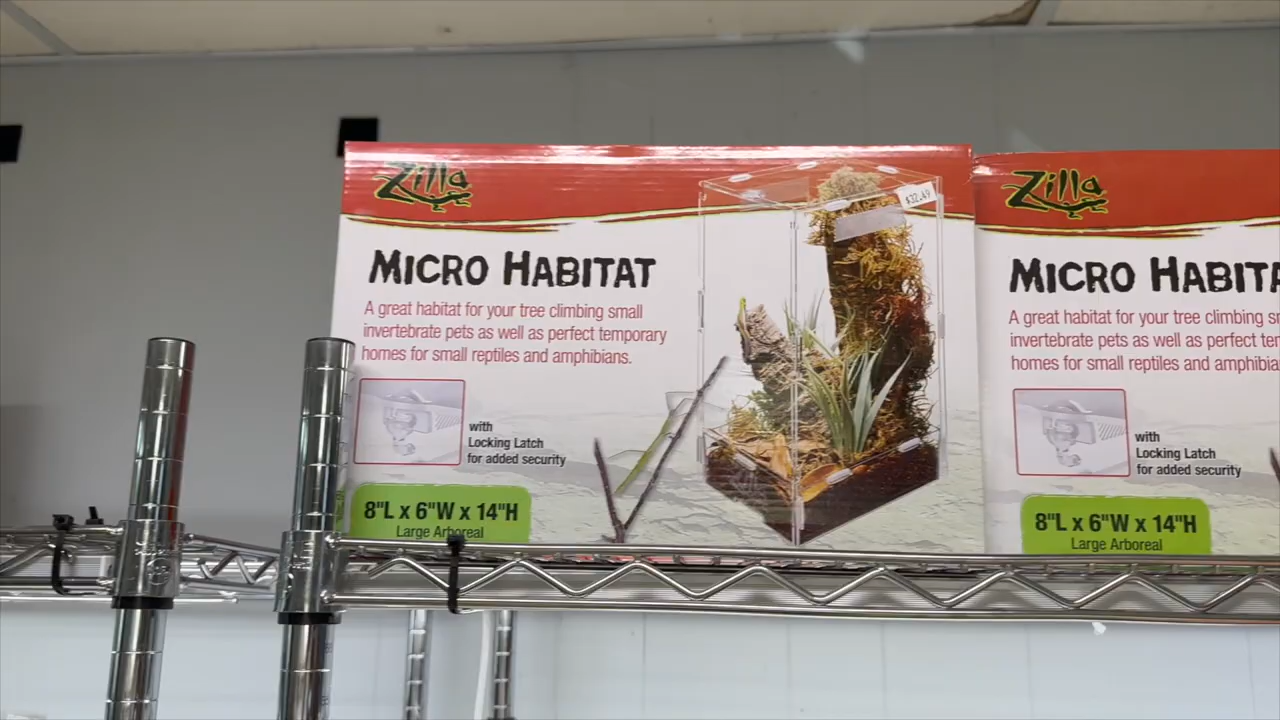 Zilla
$32.49
MICRO HABITAT
A great habitat for your tree climbing small
invertebrate pets as well as perfect temporary
homes for small reptiles and amphibians.
with
Locking Latch
for added security
8"L x 6"W x 14"H
Large Arboreal
Zilla
MICRO HABITA
A great habitat for your tree climbing s
invertebrate pets as well as perfect te
homes for small reptiles and amphibia
with
Locking Latch
for added security
8"L x 6"W x 14"H
Large Arboreal